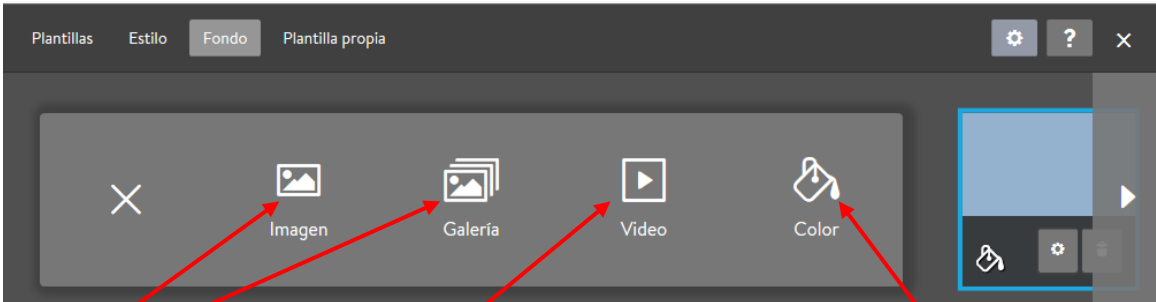 Plantillas Estilo Fondo Plantilla propia ? ×
Imagen Galería Video Color